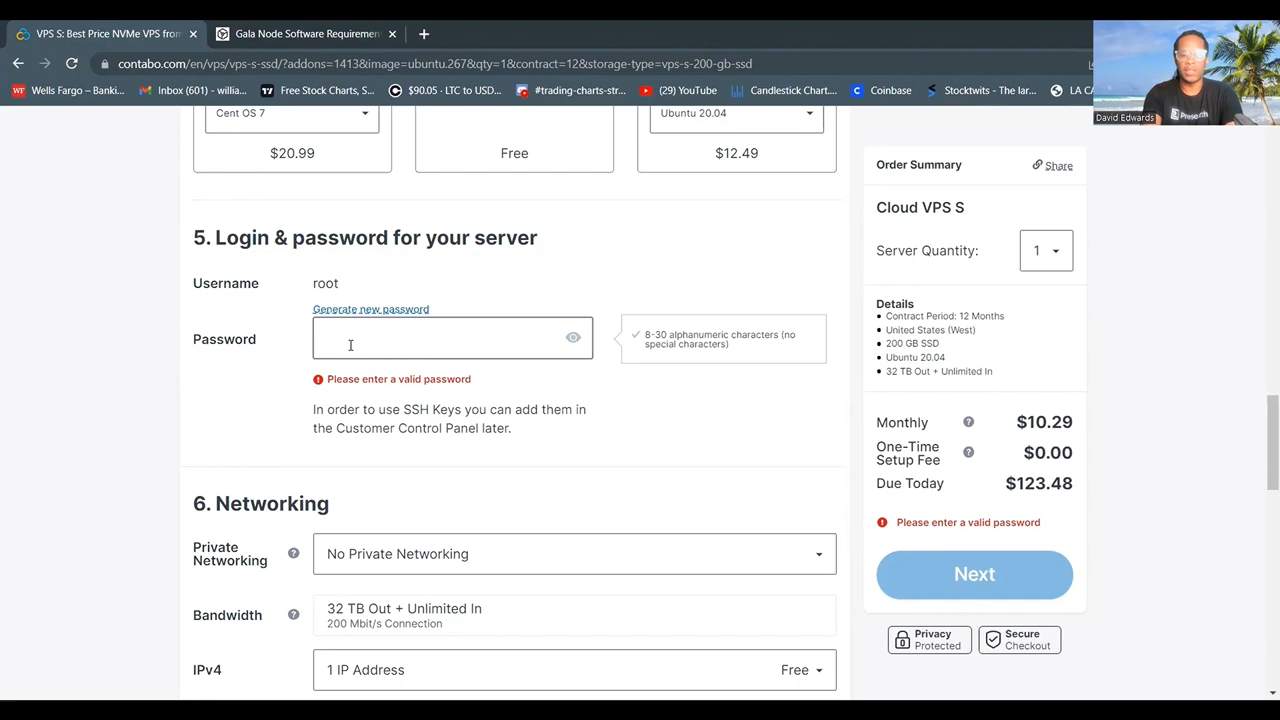 VPS S: Best Price NVMe VPS from
Gala Node Software Requiremen
contabo.com/en/vps/vps-s-ssd/?addons=1413&image=ubuntu.267&qty=1&contract=12&storage-type=vps-s-200-gb-ssd
Wells Fargo – Banki...
Inbox (601) - willia...
Free Stock Charts, S...
$90.05 · LTC to USD...
#trading-charts-str...
(29) YouTube
Candlestick Chart....
Coinbase
Stocktwits - The lar...
LA CA
David Edwards
Cent OS 7
Ubuntu 20.04
$20.99
Free
$12.49
5. Login & password for your server
Username
root
Generate new password
Password
8-30 alphanumeric characters (no
special characters)
Please enter a valid password
In order to use SSH Keys you can add them in
the Customer Control Panel later.
6. Networking
Private
Networking
No Private Networking
Bandwidth
32 TB Out + Unlimited In
200 Mbit/s Connection
IPv4
1 IP Address
Free
Order Summary
Share
Cloud VPS S
Server Quantity:
1
Details
Contract Period: 12 Months
United States (West)
200 GB SSD
Ubuntu 20.04
32 TB Out + Unlimited In
Monthly
$10.29
One-Time
Setup Fee
$0.00
Due Today
$123.48
Please enter a valid password
Next
Privacy
Protected
Secure
Checkout